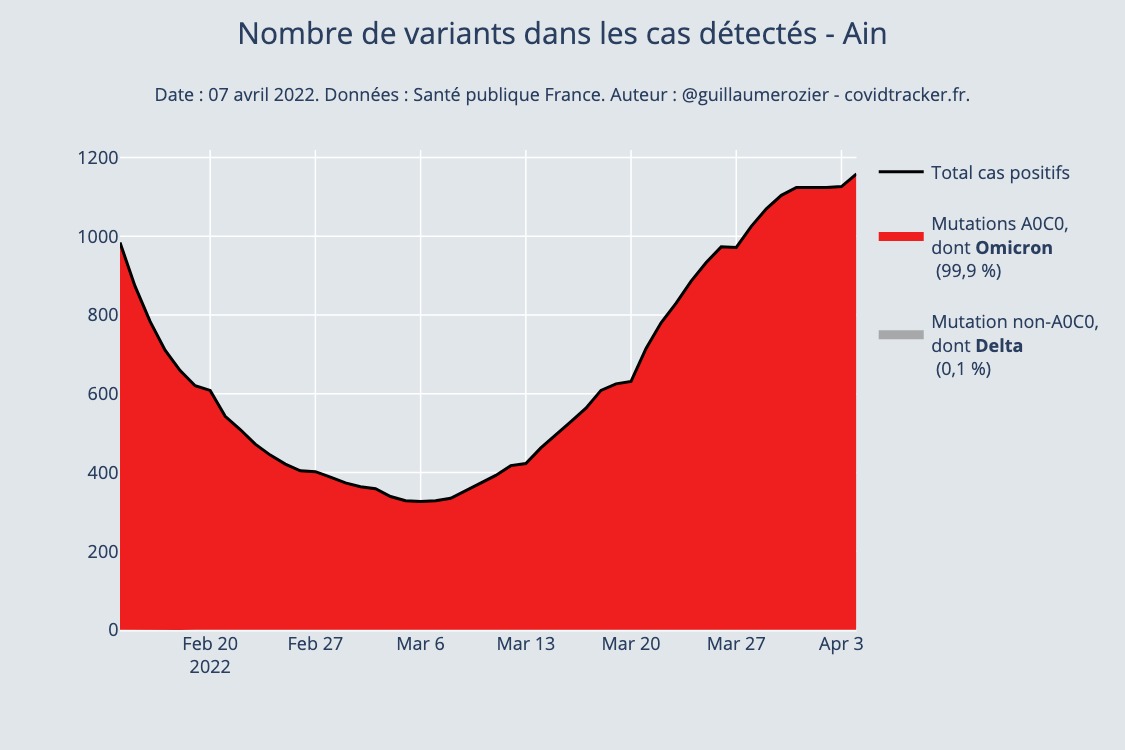 Nombre de variants dans les cas détectés - Ain
Date : 07 avril 2022. Données : Santé publique France. Auteur : @guillaumerozier - covidtracker.fr.
1200
1000
800
600
400
200
0
Feb 20
2022
Feb 27
Mar 6
Mar 13
Mar 20
Mar 27
Apr 3
Total cas positifs
Mutations A0C0,
dont Omicron
(99,9 %)
Mutation non-A0C0,
dont Delta
(0,1 %)